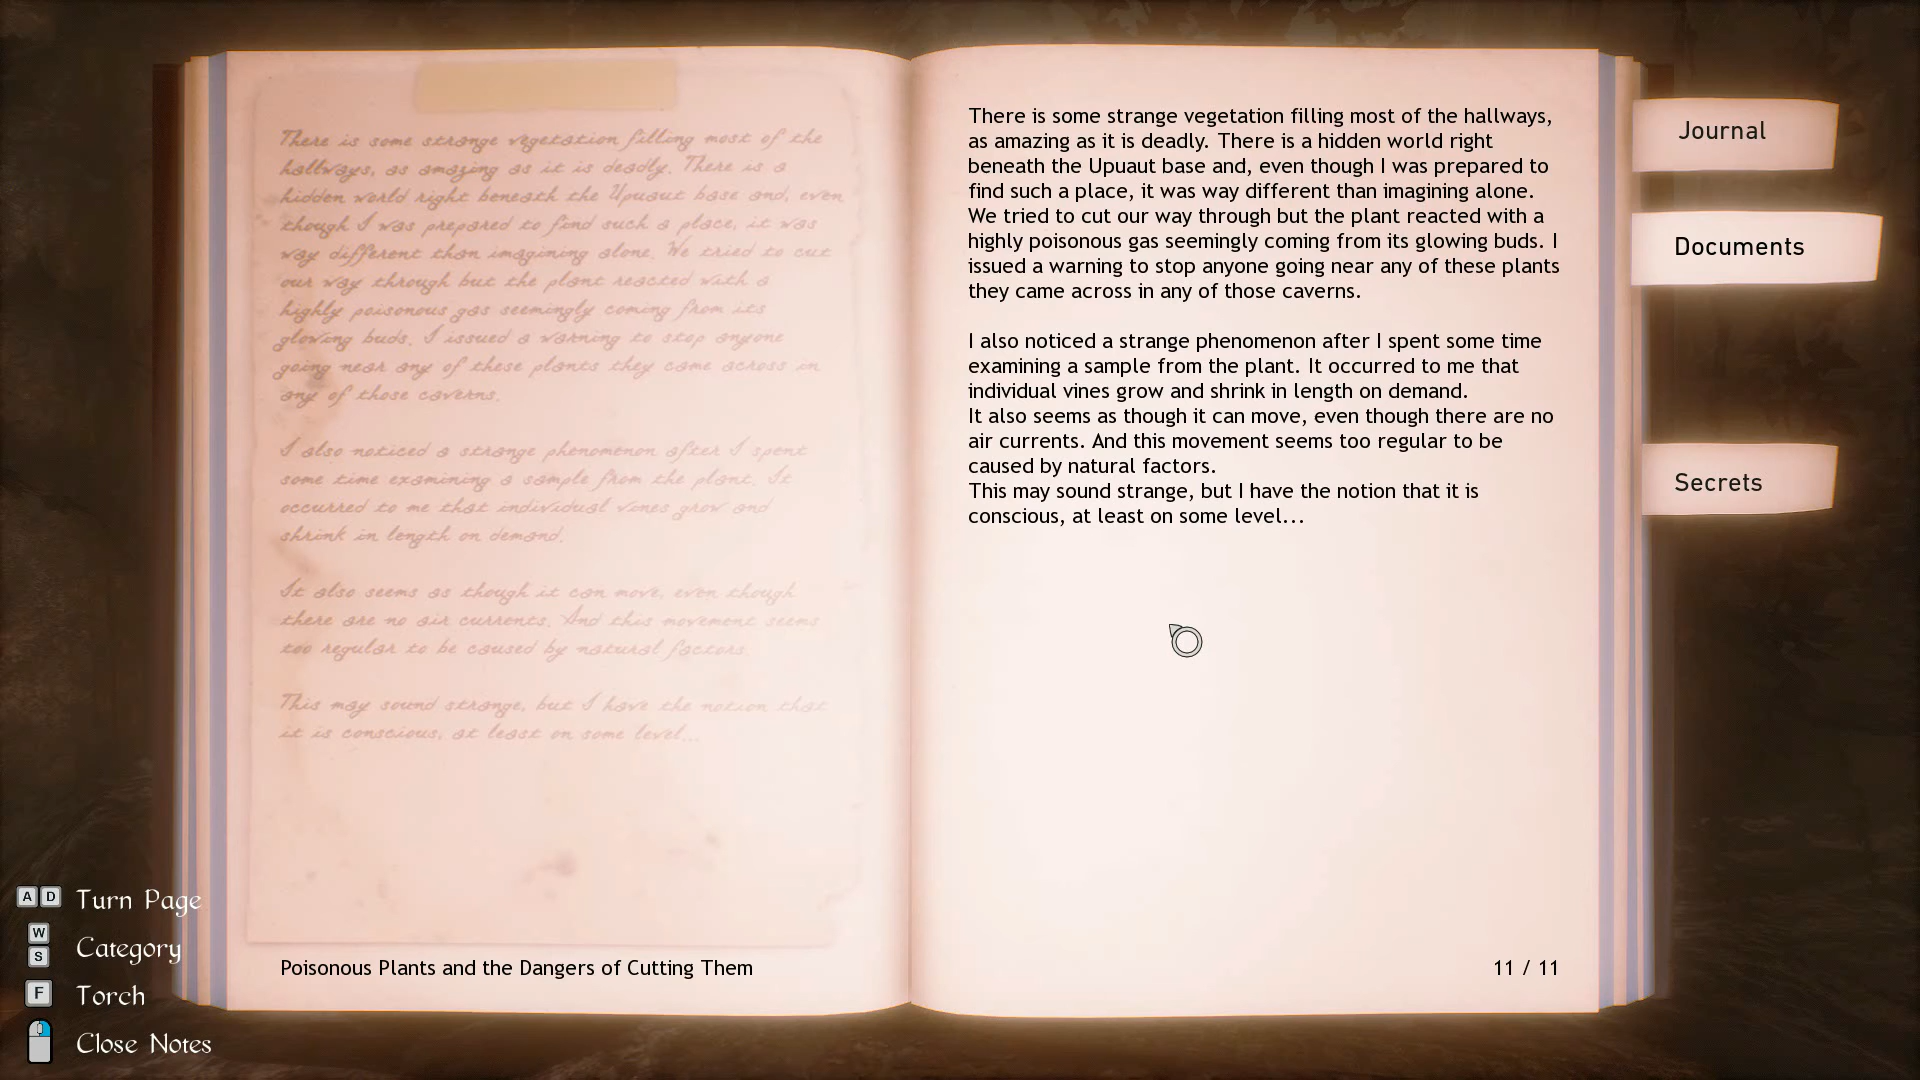 There is some strange vegetation filling most of the
hallways, as amazing as it is deadly. There is a
hidden world right beneath the Upuaut base and, even
though I was prepared to find such a place, it was
way different than imagining alone. We tried to cut
our way through but the plant reacted with a
highly poisonous gas seemingly coming from its
glowing buds. I issued a warning to stop anyone
going near any of these plants they came across in
any of those caverns.
I also noticed a strange phenomenon after I spent
some time examining a sample from the plant. It
occurred to me that individual vines grow and
shrink in length on demand.
It also seems as though it can move, even though
there are no air currents. And this movement seems
too regular to be caused by natural factors.
This may sound strange, but I have the notion that
it is conscious, at least on some level...
Poisonous Plants and the Dangers of Cutting Them
There is some strange vegetation filling most of the hallways,
as amazing as it is deadly. There is a hidden world right
beneath the Upuaut base and, even though I was prepared to
find such a place, it was way different than imagining alone.
We tried to cut our way through but the plant reacted with a
highly poisonous gas seemingly coming from its glowing buds. I
issued a warning to stop anyone going near any of these plants
they came across in any of those caverns.
I also noticed a strange phenomenon after I spent some time
examining a sample from the plant. It occurred to me that
individual vines grow and shrink in length on demand.
It also seems as though it can move, even though there are no
air currents. And this movement seems too regular to be
caused by natural factors.
This may sound strange, but I have the notion that it is
conscious, at least on some level...
11 / 11
Journal
Documents
Secrets
A D Turn Page
W
S
Category
F Torch
Close Notes